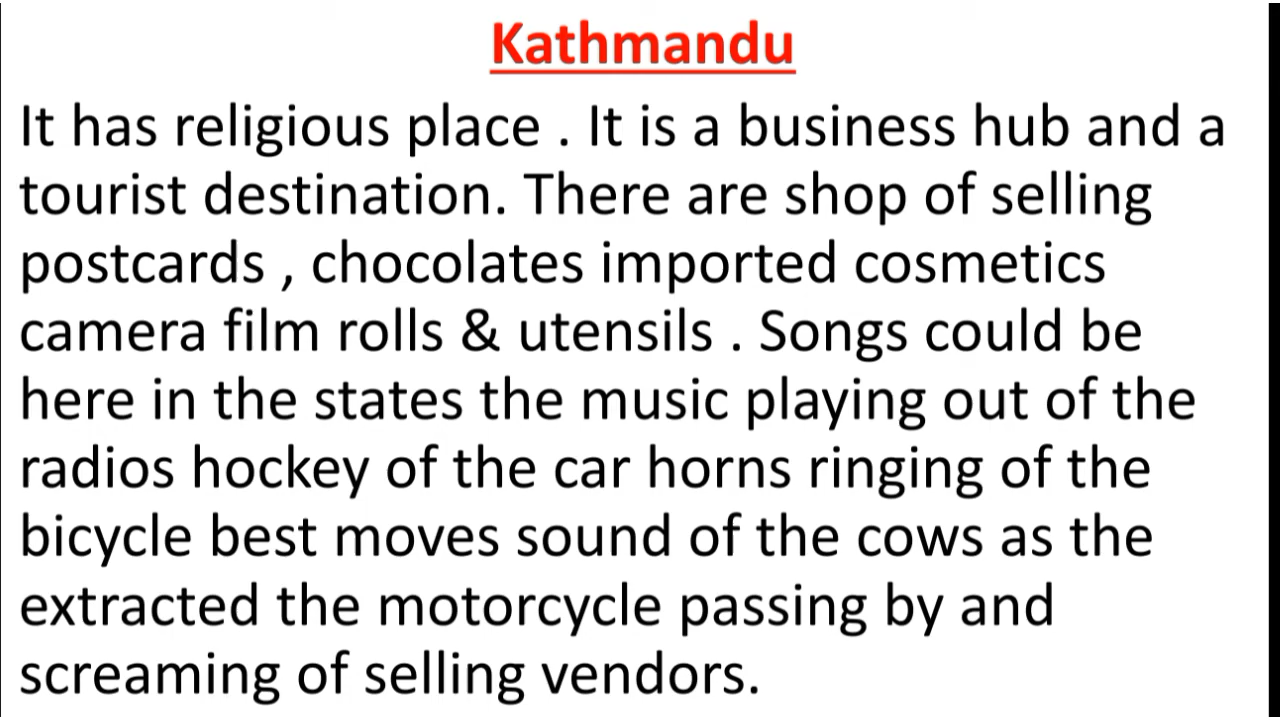 Kathmandu
It has religious place . It is a business hub and a
tourist destination. There are shop of selling
postcards , chocolates imported cosmetics
camera film rolls & utensils . Songs could be
here in the states the music playing out of the
radios hockey of the car horns ringing of the
bicycle best moves sound of the cows as the
extracted the motorcycle passing by and
screaming of selling vendors.